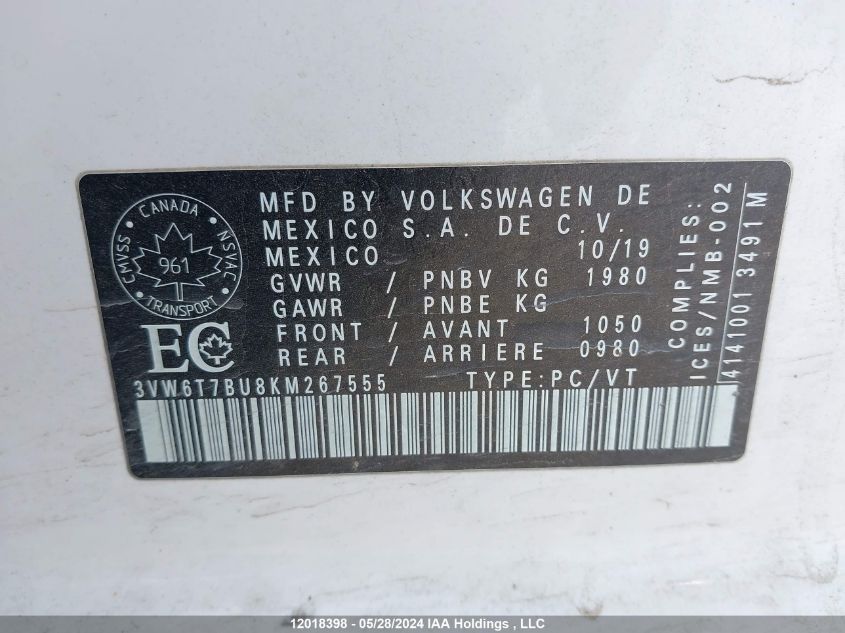 CANADA
CMVSS
NSVAC
961
TRANSPORT
EC
MFD BY VOLKSWAGEN DE
MEXICO S.A. DE C.V.
MEXICO 10/19
GVWR / PNBV KG 1980
GAWR / PNBE KG
FRONT / AVANT 1050
REAR / ARRIERE 0980
3VW6T7BU8KM267555 TYPE:PC/VT
COMPLIES:
ICES/NMB-002
4141001 3491 M
12018398 - 05/28/2024 IAA Holdings , LLC